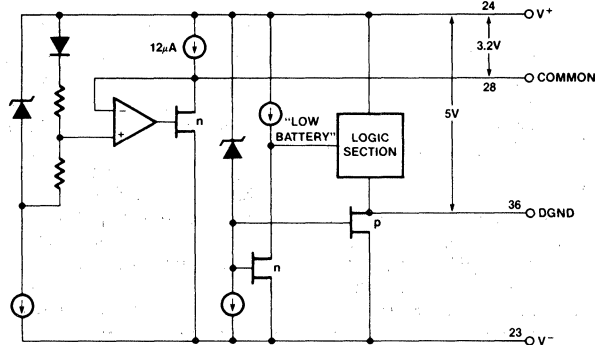 24
V+
12μA
3.2V
COMMON
28
−
+
n
5V
"LOW
BATTERY"
LOGIC
SECTION
36
DGND
p
n
23
V−